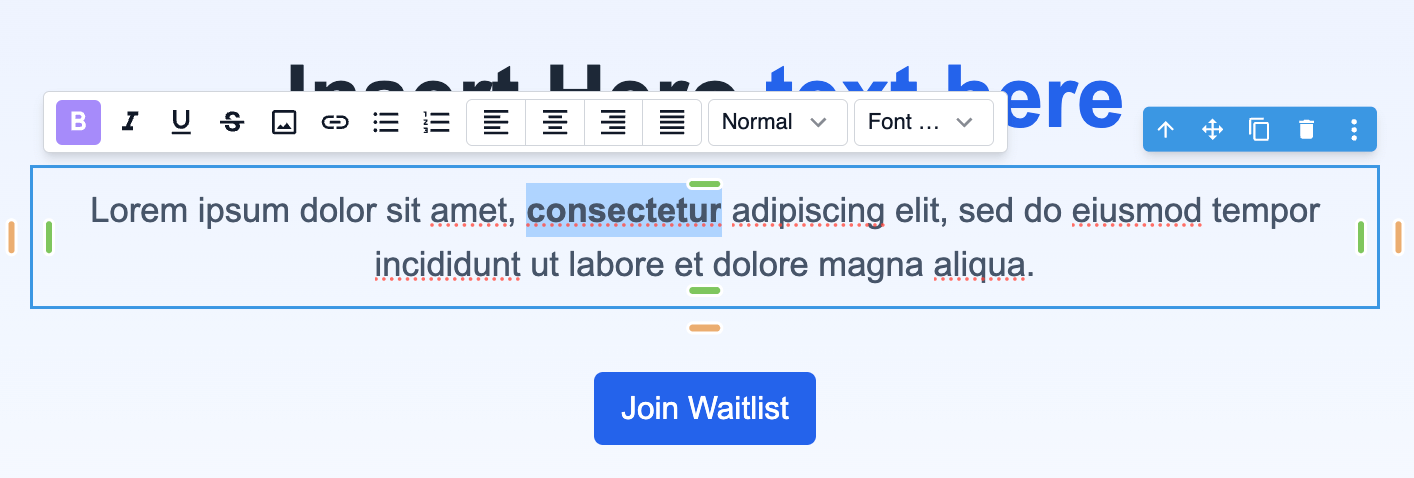 Insert Here text here
B I U S Normal Font ...
Lorem ipsum dolor sit amet, consectetur adipiscing elit, sed do eiusmod tempor
incididunt ut labore et dolore magna aliqua.
Join Waitlist